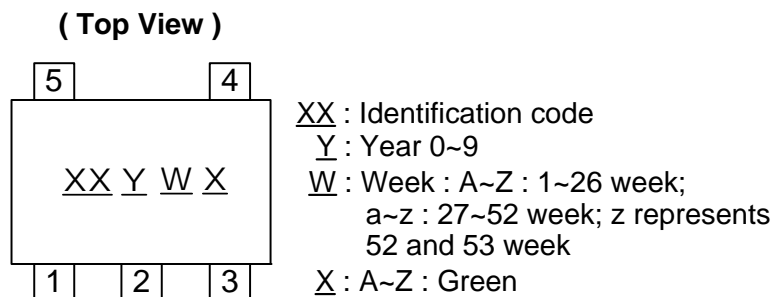 ( Top View )
5 4
XX Y W X
1 2 3
XX : Identification code
Y : Year 0~9
W : Week : A~Z : 1~26 week;
a~z : 27~52 week; z represents
52 and 53 week
X : A~Z : Green